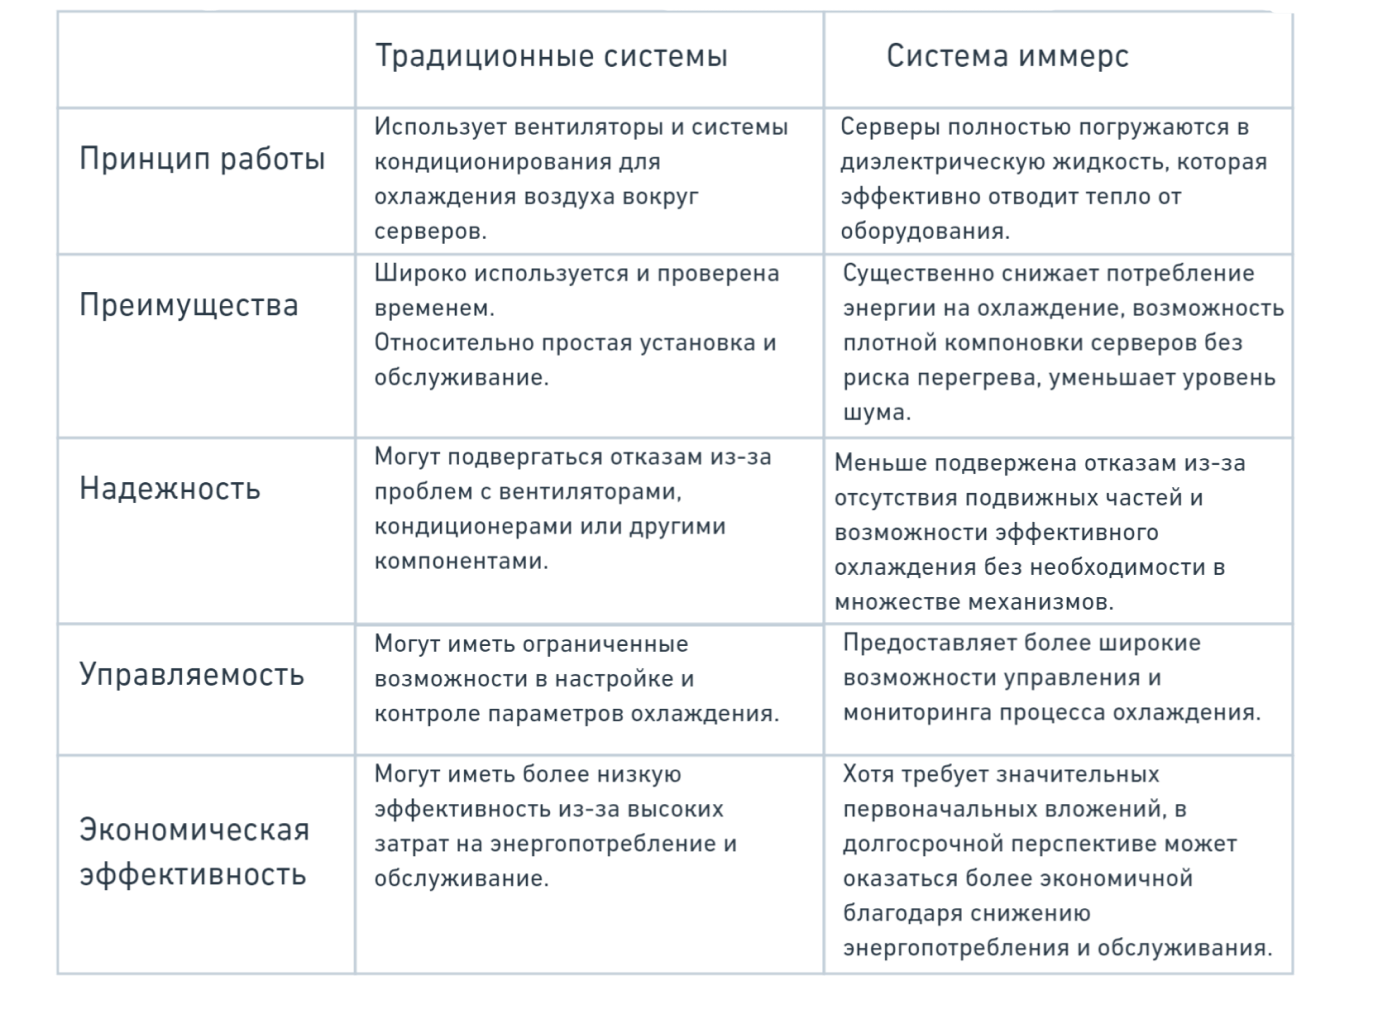 Традиционные системы
Система иммерс
Принцип работы
Использует вентиляторы и системы
кондиционирования для
охлаждения воздуха вокруг
серверов.
Серверы полностью погружаются в
диэлектрическую жидкость, которая
эффективно отводит тепло от
оборудования.
Преимущества
Широко используется и проверена
временем.
Относительно простая установка и
обслуживание.
Существенно снижает потребление
энергии на охлаждение, возможность
плотной компоновки серверов без
риска перегрева, уменьшает уровень
шума.
Надежность
Могут подвергаться отказам из-за
проблем с вентиляторами,
кондиционерами или другими
компонентами.
Меньше подвержена отказам из-за
отсутствия подвижных частей и
возможности эффективного
охлаждения без необходимости в
множестве механизмов.
Управляемость
Могут иметь ограниченные
возможности в настройке и
контроле параметров охлаждения.
Предоставляет более широкие
возможности управления и
мониторинга процесса охлаждения.
Экономическая
эффективность
Могут иметь более низкую
эффективность из-за высоких
затрат на энергопотребление и
обслуживание.
Хотя требует значительных
первоначальных вложений, в
долгосрочной перспективе может
оказаться более экономичной
благодаря снижению
энергопотребления и обслуживания.